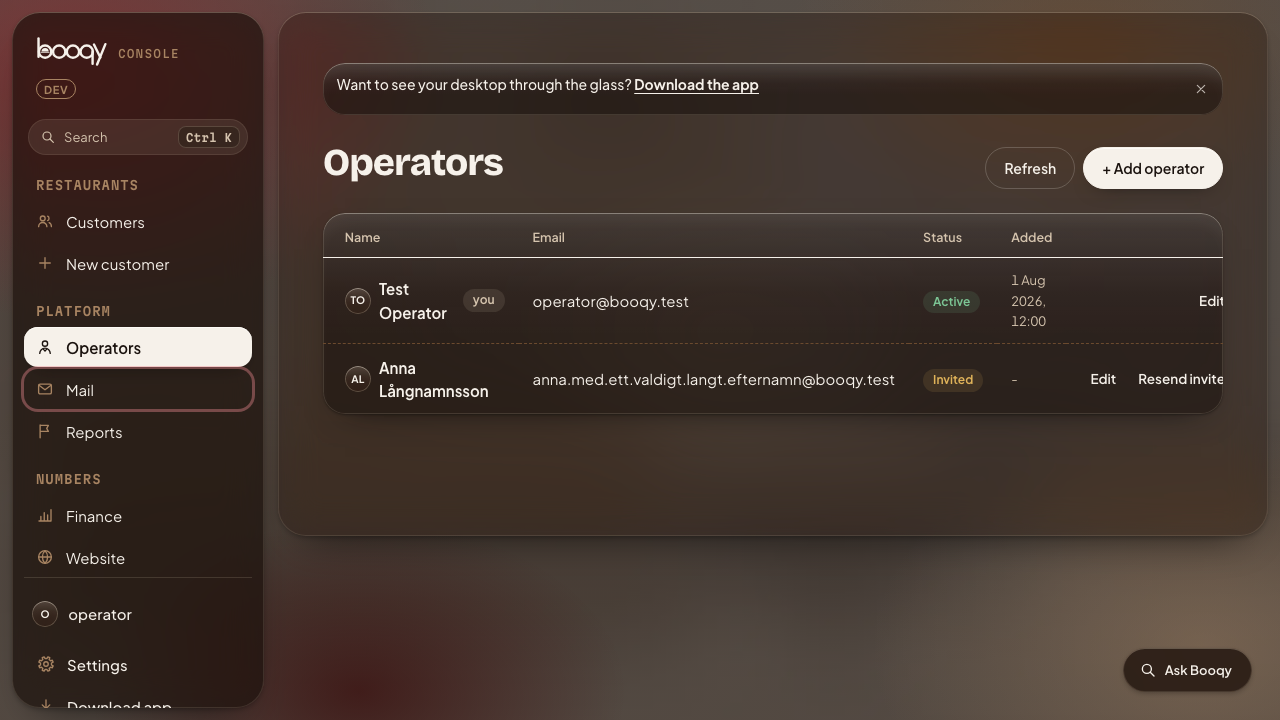 booqy CONSOLE
DEV
Search Ctrl K
RESTAURANTS
Customers
New customer
PLATFORM
Operators
Mail
Reports
NUMBERS
Finance
Website
O operator
Settings
Download app
Want to see your desktop through the glass? Download the app ×
Operators
Refresh + Add operator
Name Email Status Added
TO Test Operator you operator@booqy.test Active 1 Aug 2026, 12:00 Edit
AL Anna Långnamnsson anna.med.ett.valdigt.langt.efternamn@booqy.test Invited - Edit Resend invite
Ask Booqy